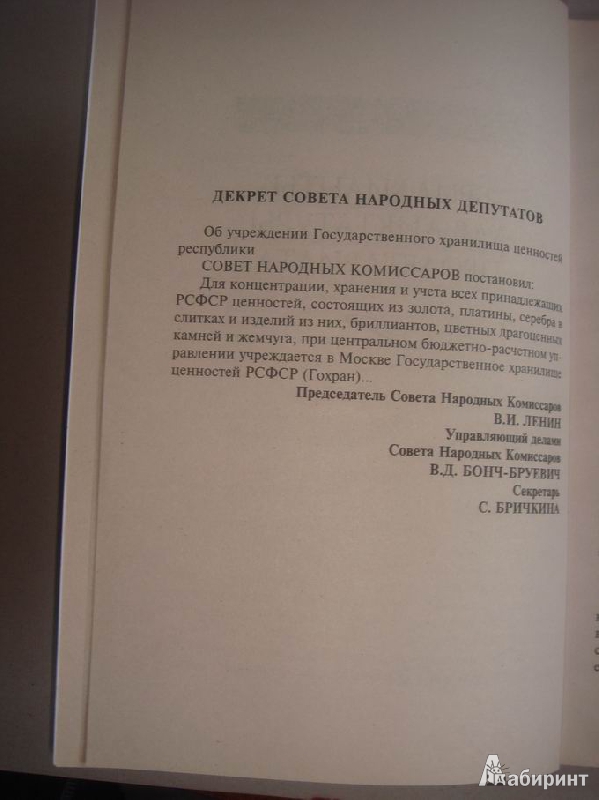 ДЕКРЕТ СОВЕТА НАРОДНЫХ ДЕПУТАТОВ
Об учреждении Государственного хранилища ценностей
республики
СОВЕТ НАРОДНЫХ КОМИССАРОВ постановил:
Для концентрации, хранения и учета всех принадлежащих
РСФСР ценностей, состоящих из золота, платины, серебра в
слитках и изделий из них, бриллиантов, цветных драгоценных
камней и жемчуга, при центральном бюджетно-расчетном уп-
равлении учреждается в Москве Государственное хранилище
ценностей РСФСР (Гохран)...
Председатель Совета Народных Комиссаров
В.И. ЛЕНИН
Управляющий делами
Совета Народных Комиссаров
В.Д. БОНЧ-БРУЕВИЧ
Секретарь
С. БРИЧКИНА
Лабиринт